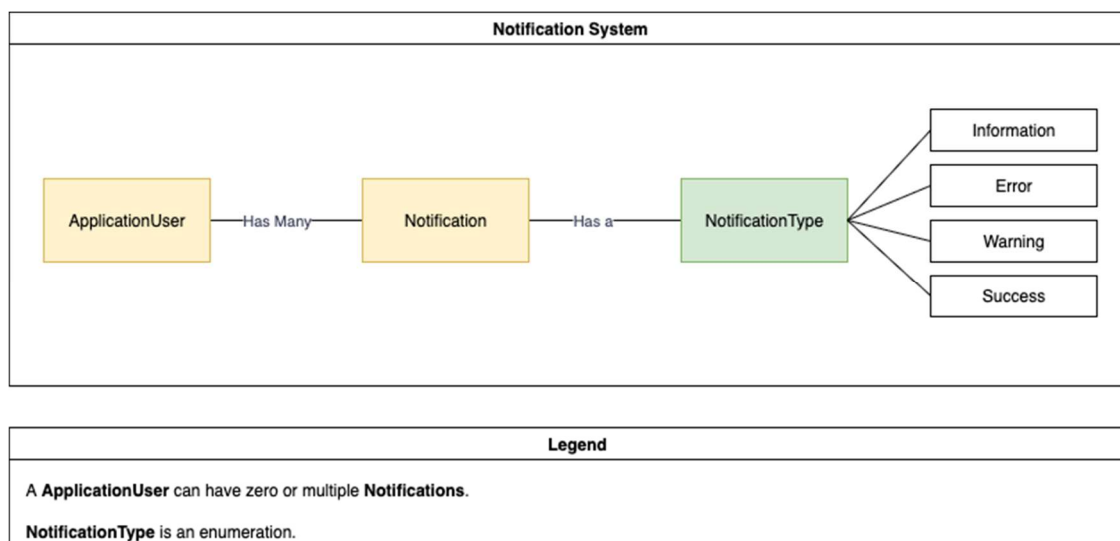 Notification System
ApplicationUser
Has Many
Notification
Has a
NotificationType
Information
Error
Warning
Success
Legend
A ApplicationUser can have zero or multiple Notifications.
NotificationType is an enumeration.